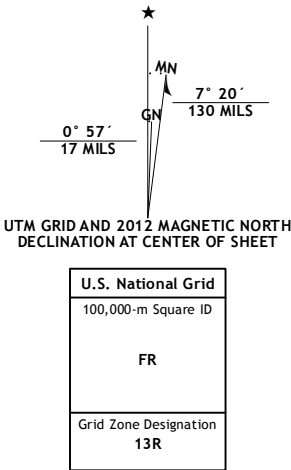 ★
MN
7° 20´
130 MILS
GN
0° 57´
17 MILS
UTM GRID AND 2012 MAGNETIC NORTH
DECLINATION AT CENTER OF SHEET
U.S. National Grid
100,000-m Square ID
FR
Grid Zone Designation
13R